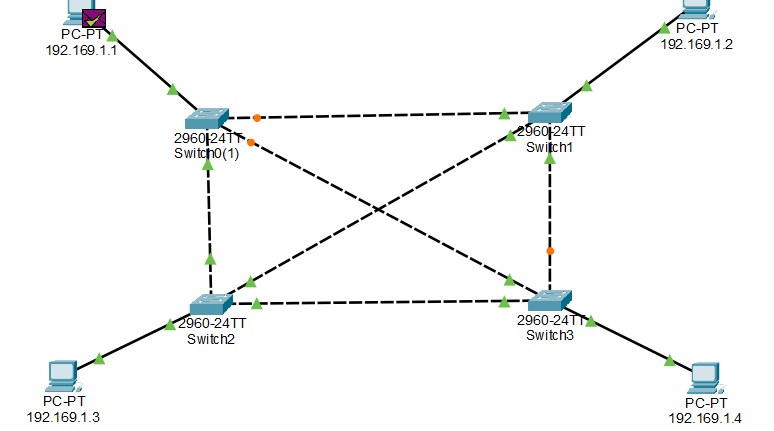 PC-PT
192.169.1.1
PC-PT
192.169.1.2
2960-24TT
Switch0(1)
2960-24TT
Switch1
2960-24TT
Switch2
2960-24TT
Switch3
PC-PT
192.169.1.3
PC-PT
192.169.1.4